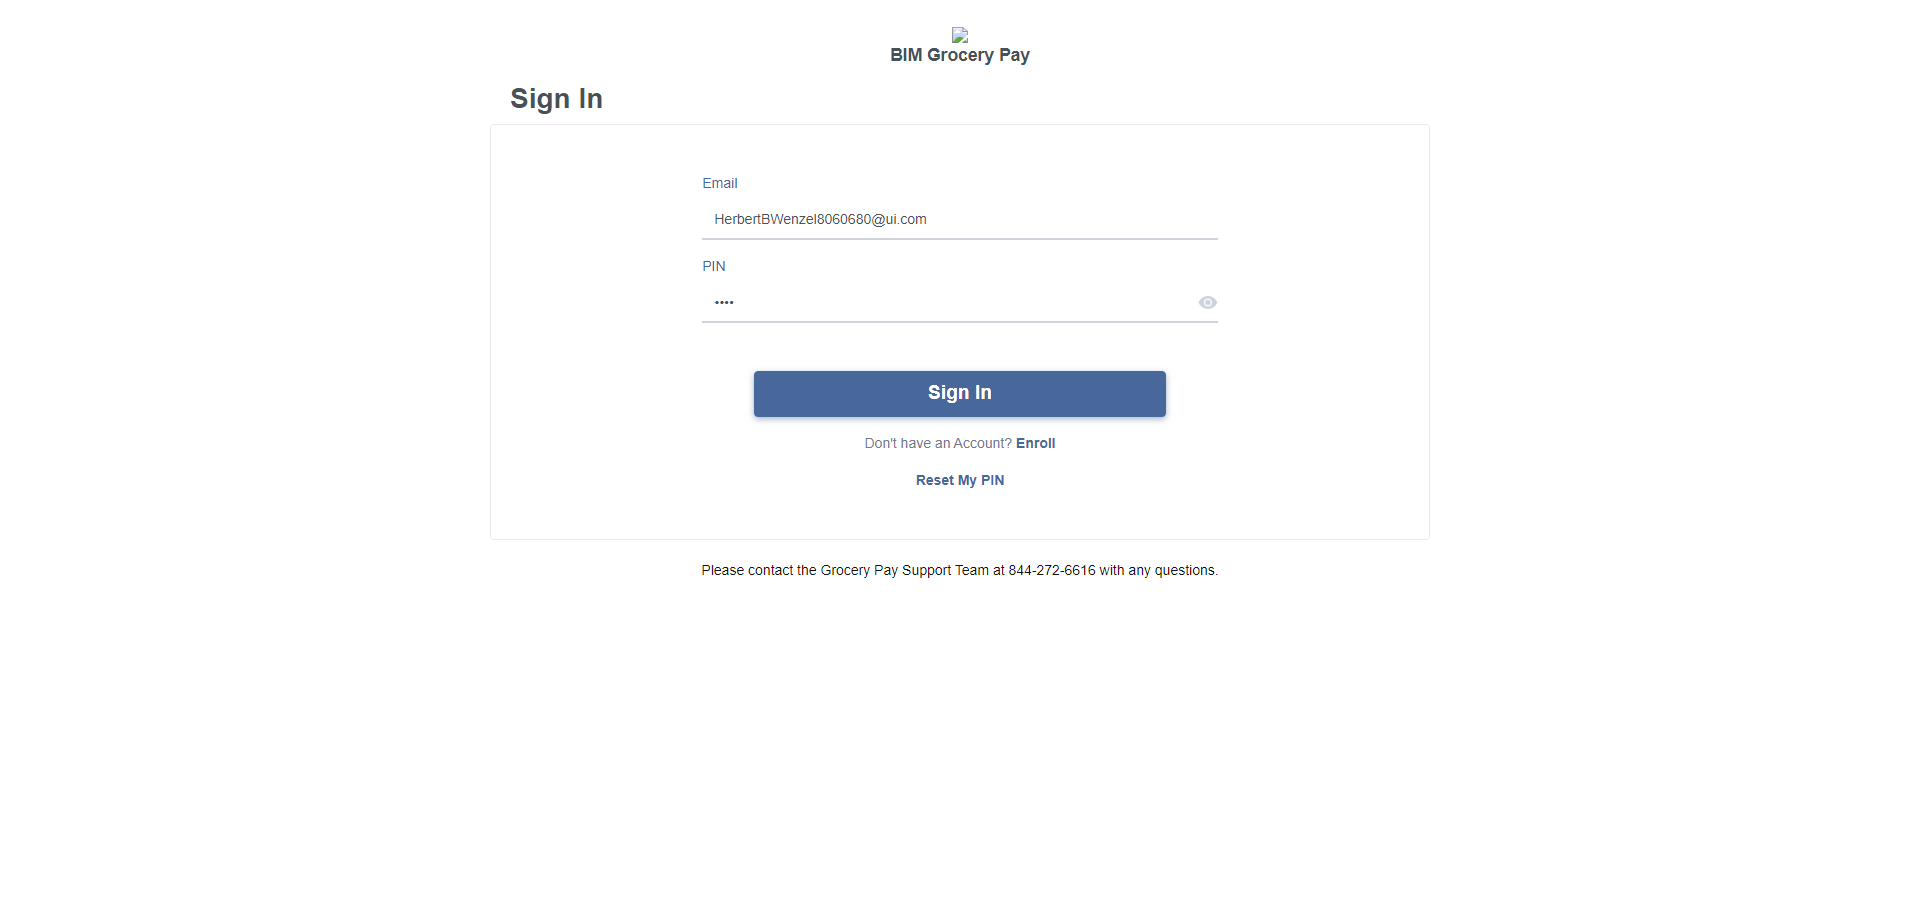 BIM Grocery Pay
Sign In
Email
HerbertBWenzel8060680@ui.com
PIN
••••
Sign In
Don't have an Account? Enroll
Reset My PIN
Please contact the Grocery Pay Support Team at 844-272-6616 with any questions.